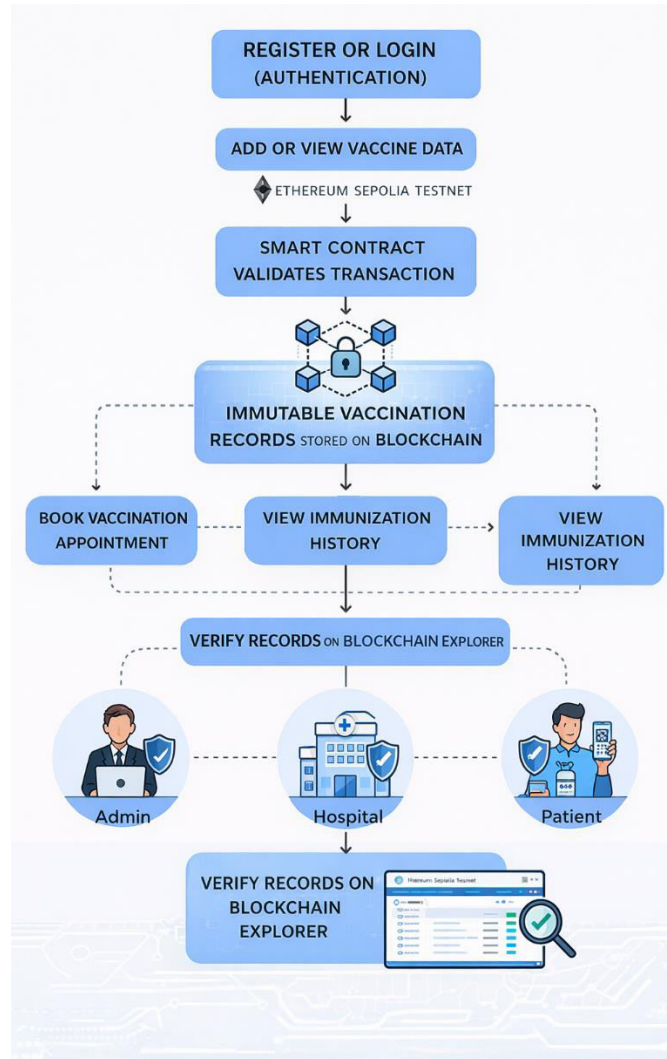 REGISTER OR LOGIN
(AUTHENTICATION)
ADD OR VIEW VACCINE DATA
ETHEREUM SEPOLIA TESTNET
SMART CONTRACT
VALIDATES TRANSACTION
IMMUTABLE VACCINATION
RECORDS STORED ON BLOCKCHAIN
BOOK VACCINATION
APPOINTMENT
VIEW IMMUNIZATION
HISTORY
VIEW
IMMUNIZATION
HISTORY
VERIFY RECORDS ON BLOCKCHAIN EXPLORER
Admin
Hospital
Patient
VERIFY RECORDS ON
BLOCKCHAIN
EXPLORER